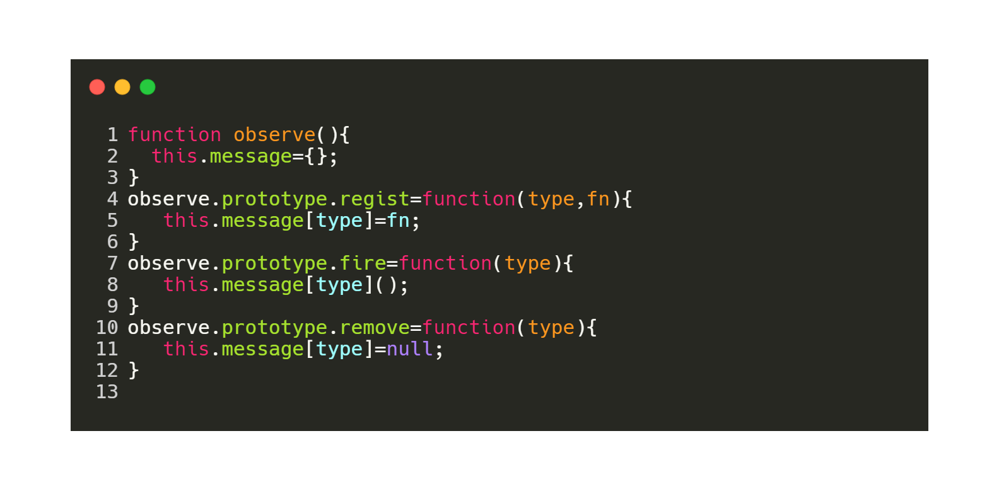 1 function observe(){
2   this.message={};
3 }
4 observe.prototype.regist=function(type,fn){
5    this.message[type]=fn;
6 }
7 observe.prototype.fire=function(type){
8    this.message[type]();
9 }
10 observe.prototype.remove=function(type){
11    this.message[type]=null;
12 }
13